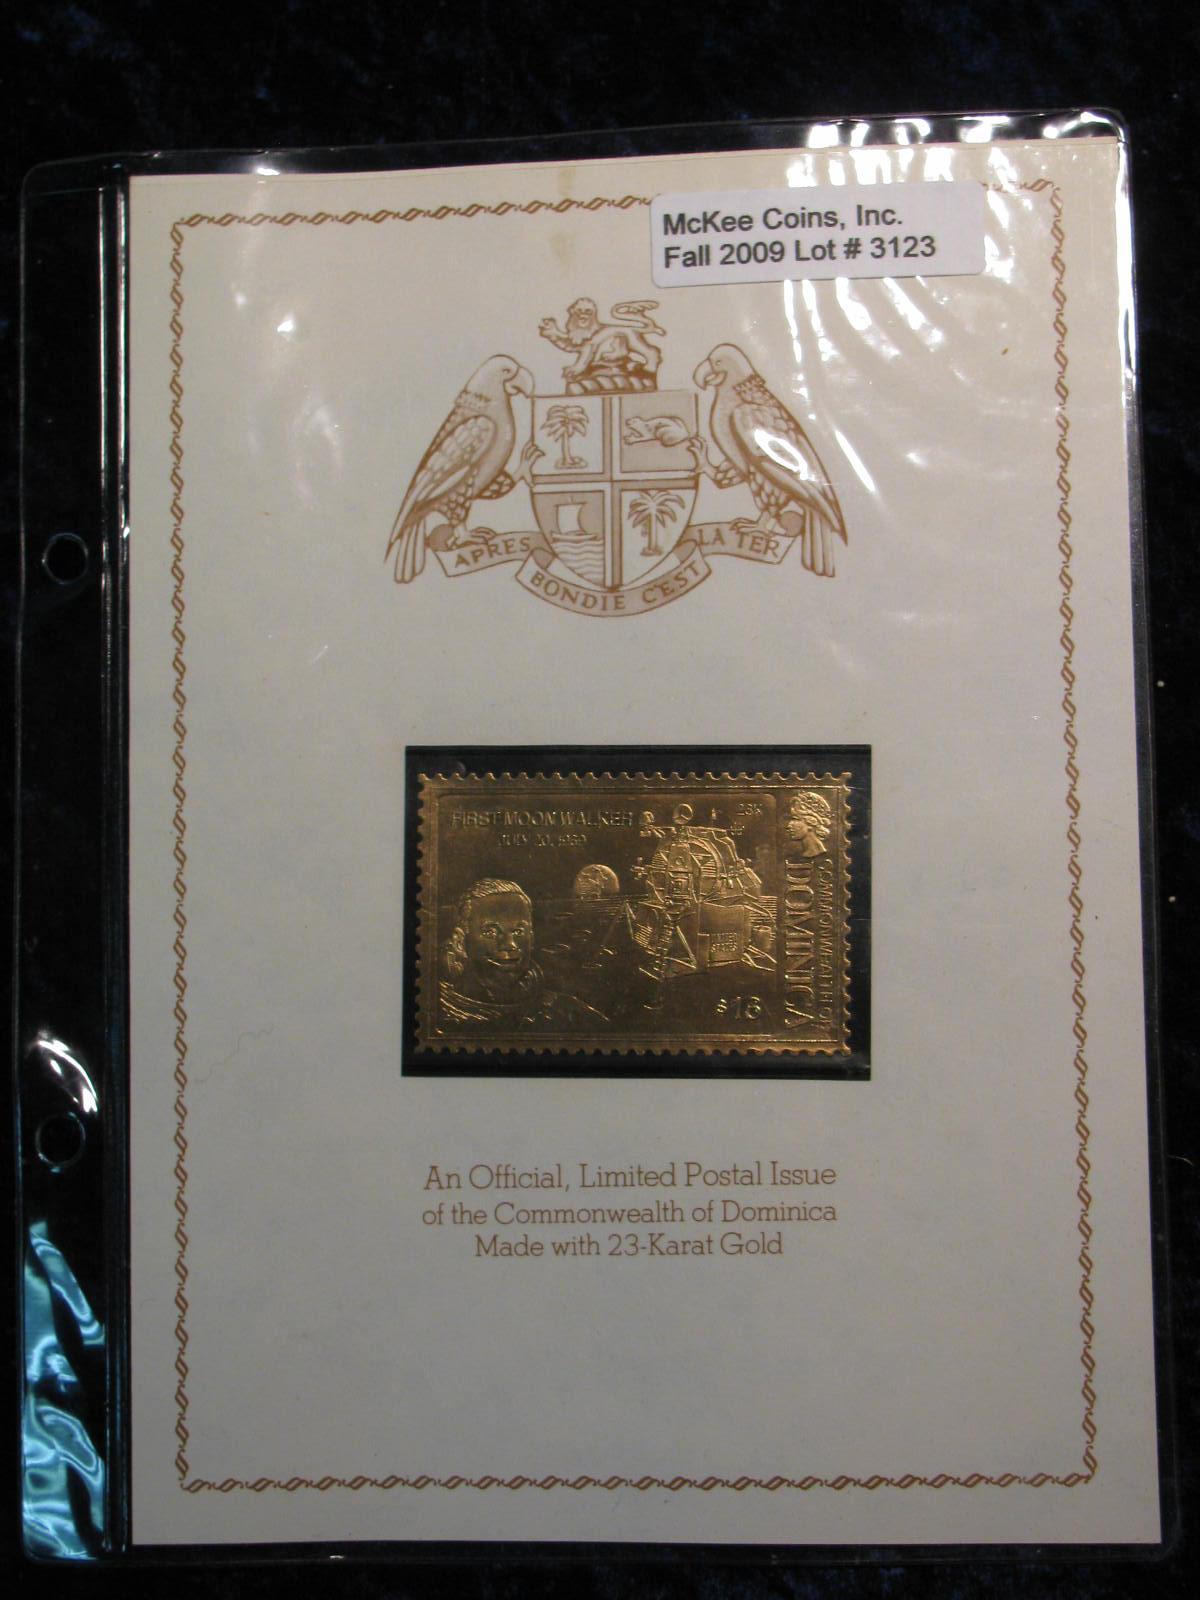 McKee Coins, Inc.
Fall 2009 Lot # 3123
APRES BONDIE C'EST LA TER
FIRST MOON WALKER
JULY 20, 1969
23K
COMMONWEALTH OF
DOMINICA
UNITED
STATES
$16
An Official, Limited Postal Issue
of the Commonwealth of Dominica
Made with 23-Karat Gold